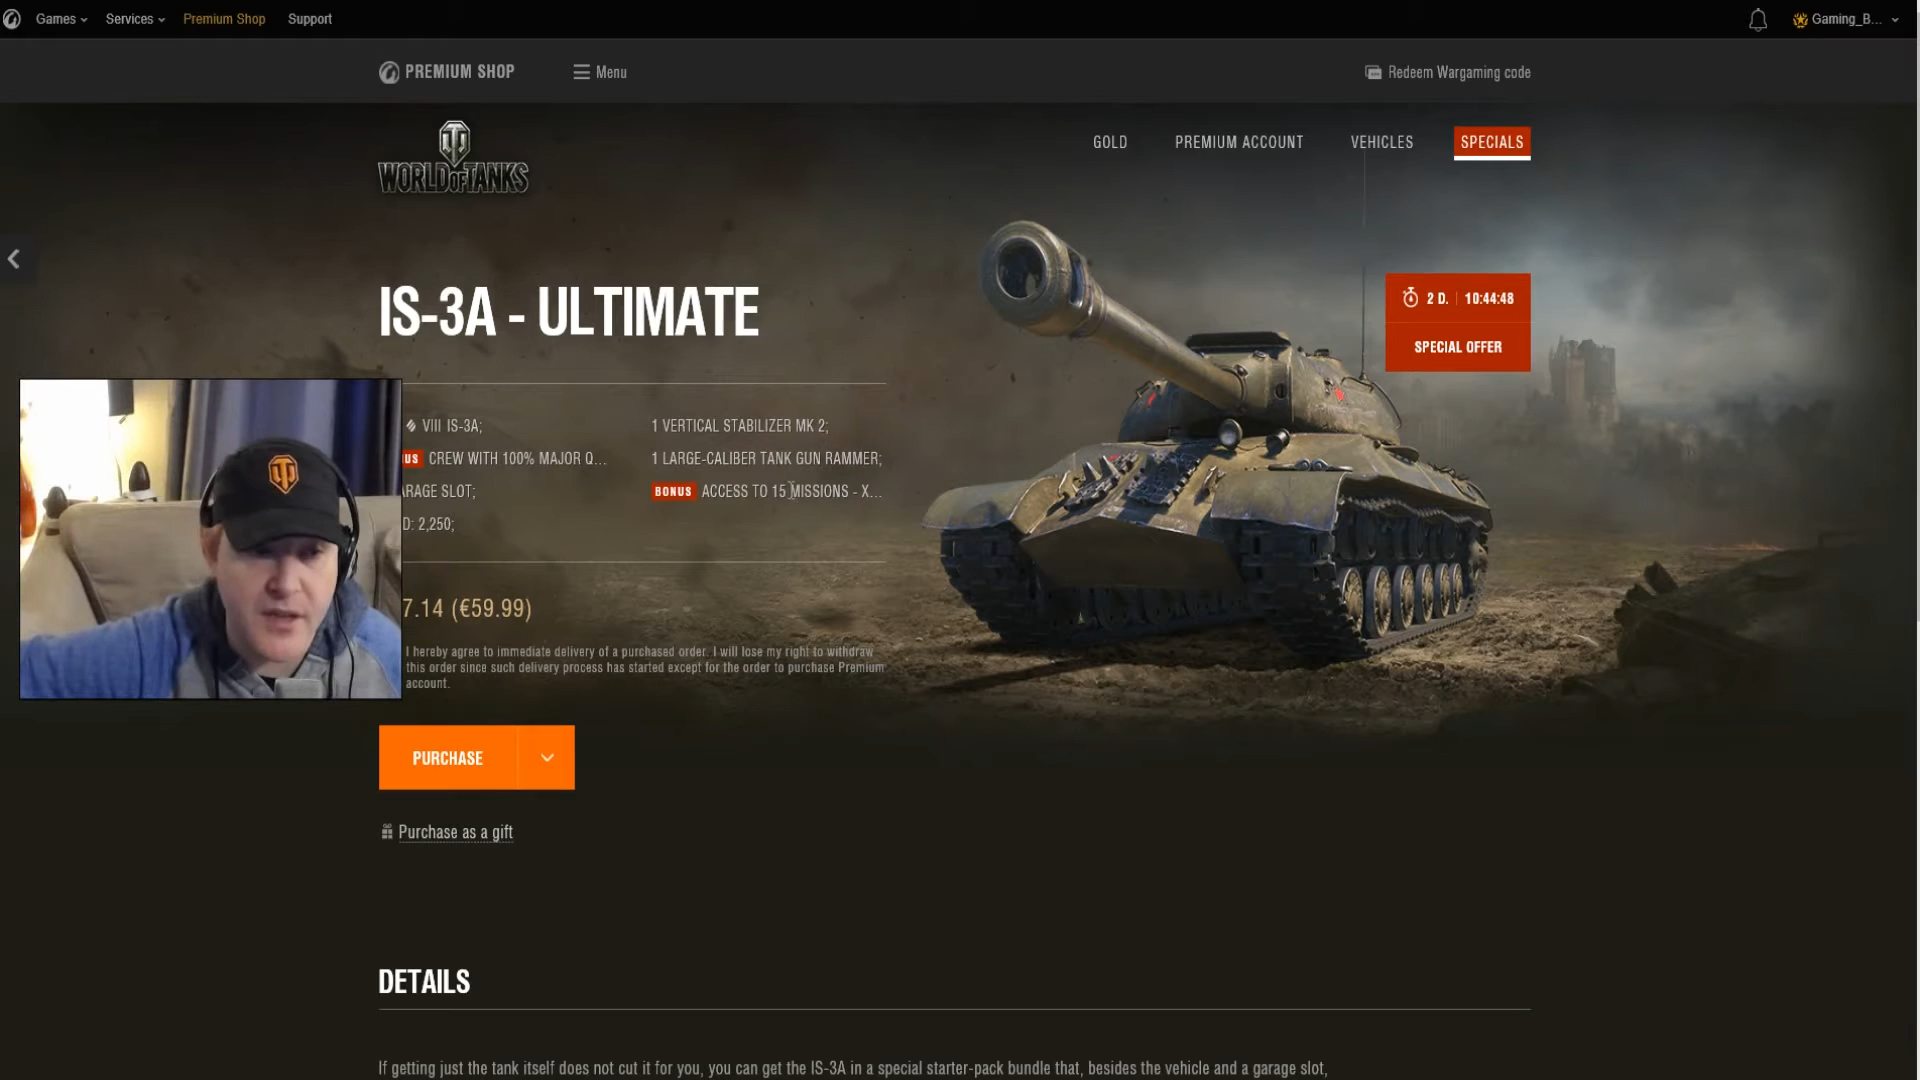 Games Services Premium Shop Support Gaming_B...
PREMIUM SHOP Menu Redeem Wargaming code
WORLD OF TANKS
GOLD PREMIUM ACCOUNT VEHICLES SPECIALS
IS-3A - ULTIMATE
2 D. 10:44:48
SPECIAL OFFER
VIII IS-3A; 1 VERTICAL STABILIZER MK 2;
US CREW WITH 100% MAJOR Q... 1 LARGE-CALIBER TANK GUN RAMMER;
ARAGE SLOT; BONUS ACCESS TO 15 MISSIONS - X...
D: 2,250;
7.14 (€59.99)
I hereby agree to immediate delivery of a purchased order. I will lose my right to withdraw
this order since such delivery process has started except for the order to purchase Premium
account.
PURCHASE
Purchase as a gift
DETAILS
If getting just the tank itself does not cut it for you, you can get the IS-3A in a special starter-pack bundle that, besides the vehicle and a garage slot,